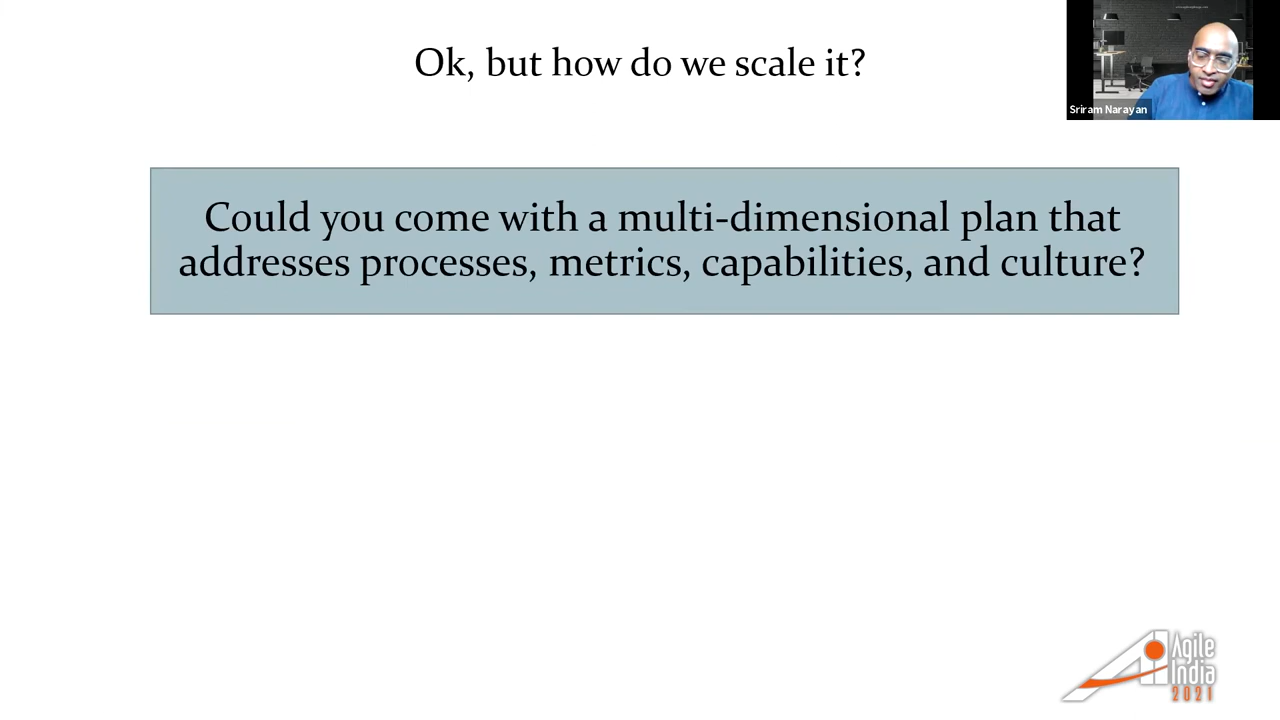 Ok, but how do we scale it?
Sriram Narayan
Could you come with a multi-dimensional plan that
addresses processes, metrics, capabilities, and culture?
Agile
India
2021